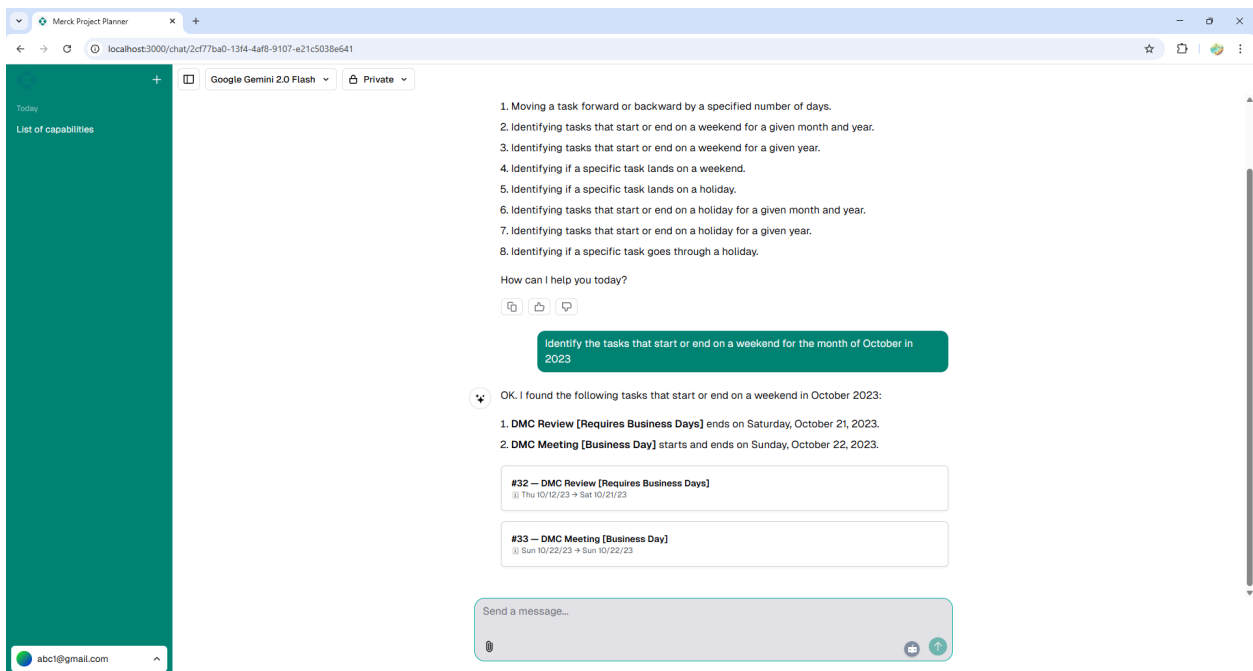 Merck Project Planner
localhost:3000/chat/2cf77ba0-13f4-4af8-9107-e21c5038e641
Google Gemini 2.0 Flash
Private
Today
List of capabilities
1. Moving a task forward or backward by a specified number of days.
2. Identifying tasks that start or end on a weekend for a given month and year.
3. Identifying tasks that start or end on a weekend for a given year.
4. Identifying if a specific task lands on a weekend.
5. Identifying if a specific task lands on a holiday.
6. Identifying tasks that start or end on a holiday for a given month and year.
7. Identifying tasks that start or end on a holiday for a given year.
8. Identifying if a specific task goes through a holiday.
How can I help you today?
Identify the tasks that start or end on a weekend for the month of October in
2023
OK. I found the following tasks that start or end on a weekend in October 2023:
1. DMC Review [Requires Business Days] ends on Saturday, October 21, 2023.
2. DMC Meeting [Business Day] starts and ends on Sunday, October 22, 2023.
#32 — DMC Review [Requires Business Days]
Thu 10/12/23 → Sat 10/21/23
#33 — DMC Meeting [Business Day]
Sun 10/22/23 → Sun 10/22/23
Send a message...
abc1@gmail.com